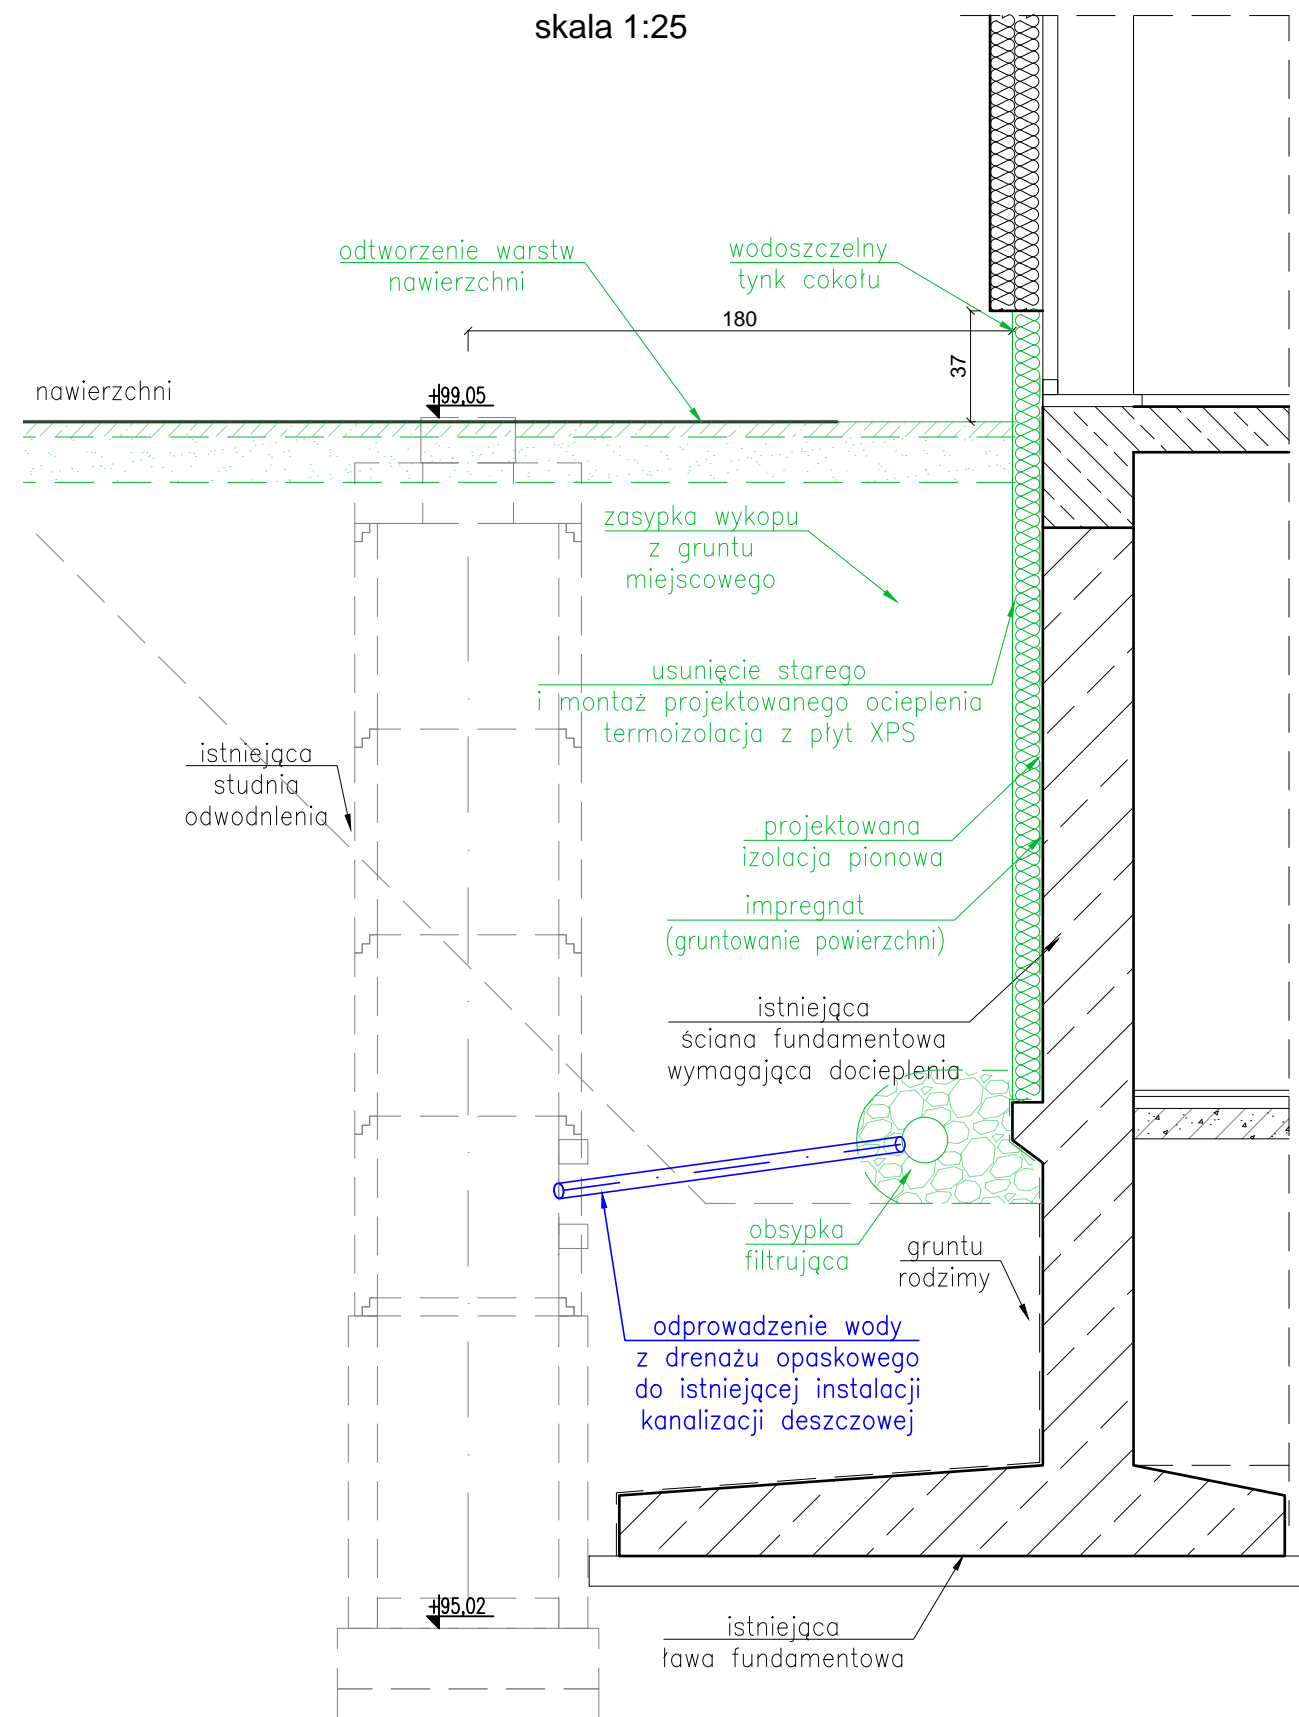 skala 1:25
odtworzenie warstw
nawierzchni
wodoszczelny
tynk cokołu
180
37
nawierzchni
+99,05
zasypka wykopu
z gruntu
miejscowego
usunięcie starego
i montaż projektowanego ocieplenia
termoizolacja z płyt XPS
istniejąca
studnia
odwodnlenia
projektowana
izolacja pionowa
impregnat
(gruntowanie powierzchni)
istniejąca
ściana fundamentowa
wymagająca docieplenia
obsypka
filtrująca
gruntu
rodzimy
odprowadzenie wody
z drenażu opaskowego
do istniejącej instalacji
kanalizacji deszczowej
+95,02
istniejąca
ława fundamentowa